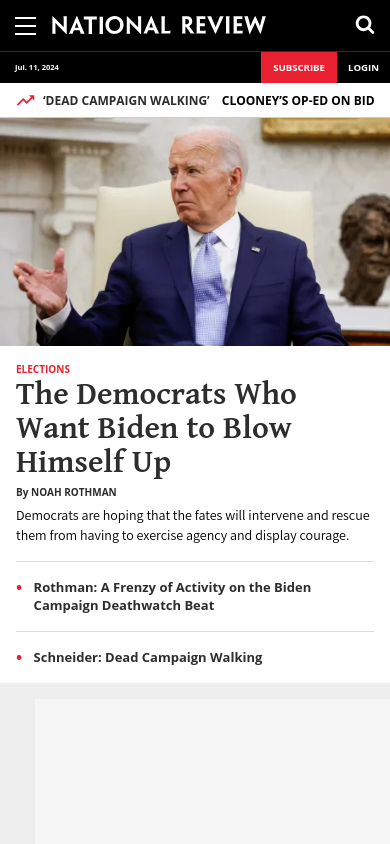 NATIONAL REVIEW
Jul. 11, 2024
SUBSCRIBE
LOGIN
‘DEAD CAMPAIGN WALKING’ CLOONEY’S OP-ED ON BID
ELECTIONS
The Democrats Who
Want Biden to Blow
Himself Up
By NOAH ROTHMAN
Democrats are hoping that the fates will intervene and rescue
them from having to exercise agency and display courage.
• Rothman: A Frenzy of Activity on the Biden
Campaign Deathwatch Beat
• Schneider: Dead Campaign Walking